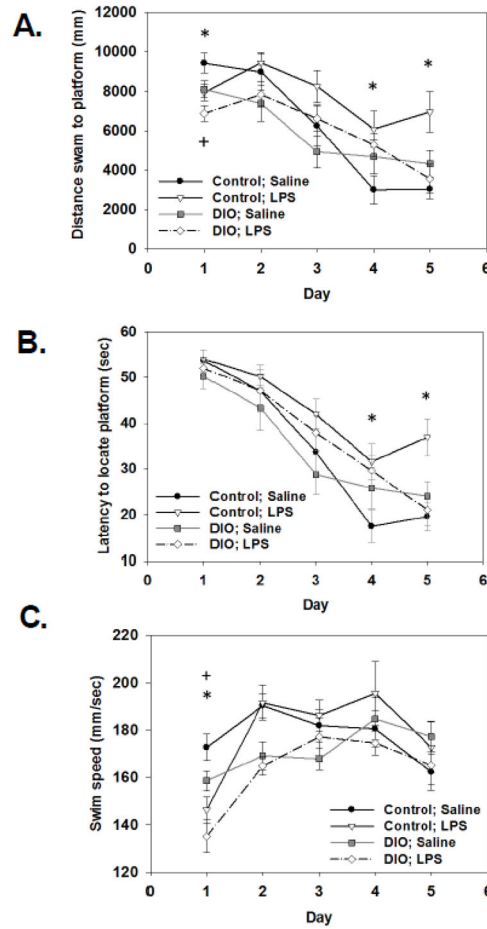 A.
Distance swam to platform (mm)
12000
10000
8000
6000
4000
2000
0
*
*
*
+
Control; Saline
Control; LPS
DIO; Saline
DIO; LPS
0 1 2 3 4 5 6
Day
B.
Latency to locate platform (sec)
60
50
40
30
20
10
*
*
Control; Saline
Control; LPS
DIO; Saline
DIO; LPS
0 1 2 3 4 5 6
Day
C.
Swim speed (mm/sec)
220
200
180
160
140
120
+
*
Control; Saline
Control; LPS
DIO; Saline
DIO; LPS
0 1 2 3 4 5 6
Day